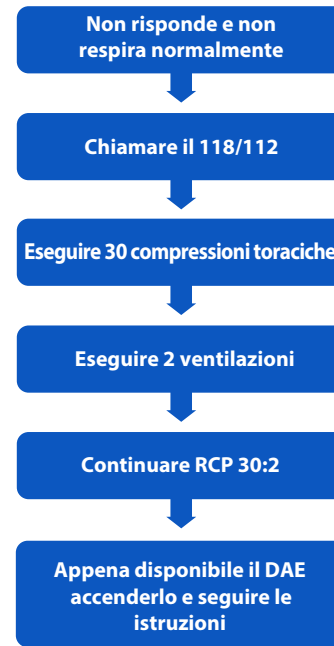 Non risponde e non
respira normalmente
Chiamare il 118/112
Eseguire 30 compressioni toraciche
Eseguire 2 ventilazioni
Continuare RCP 30:2
Appena disponibile il DAE
accenderlo e seguire le
istruzioni